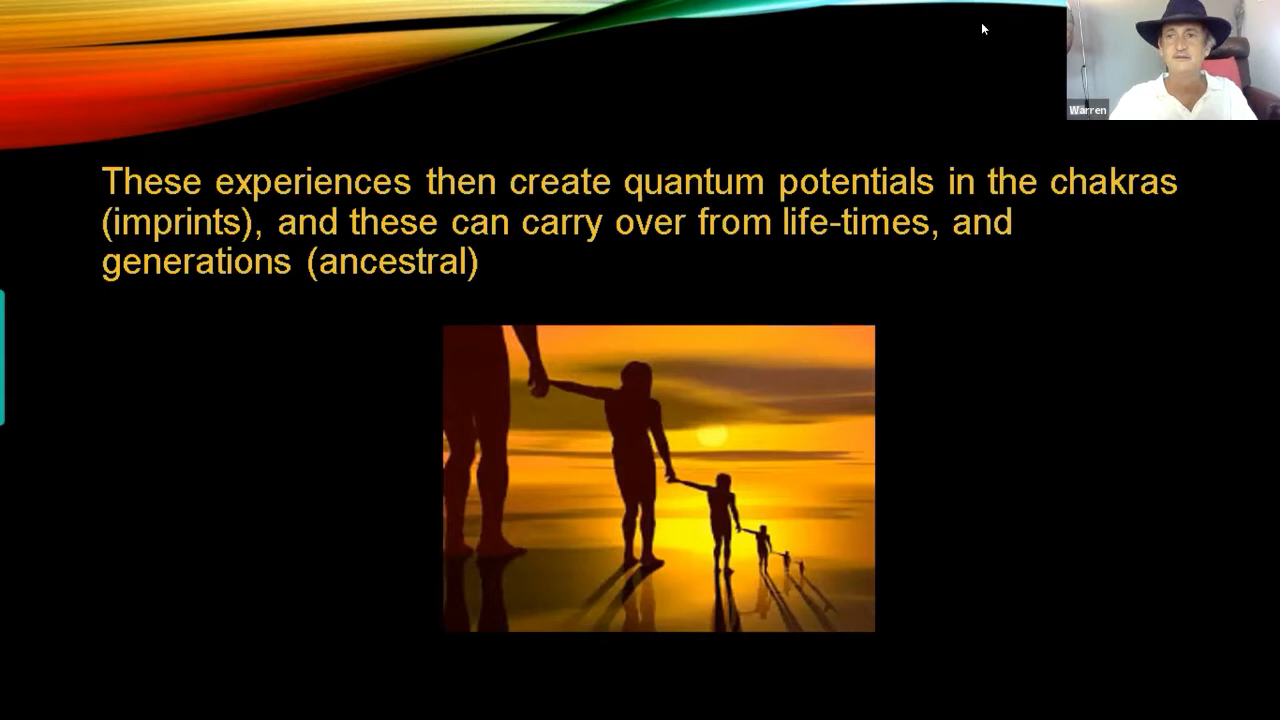 Warren
These experiences then create quantum potentials in the chakras
(imprints), and these can carry over from life-times, and
generations (ancestral)